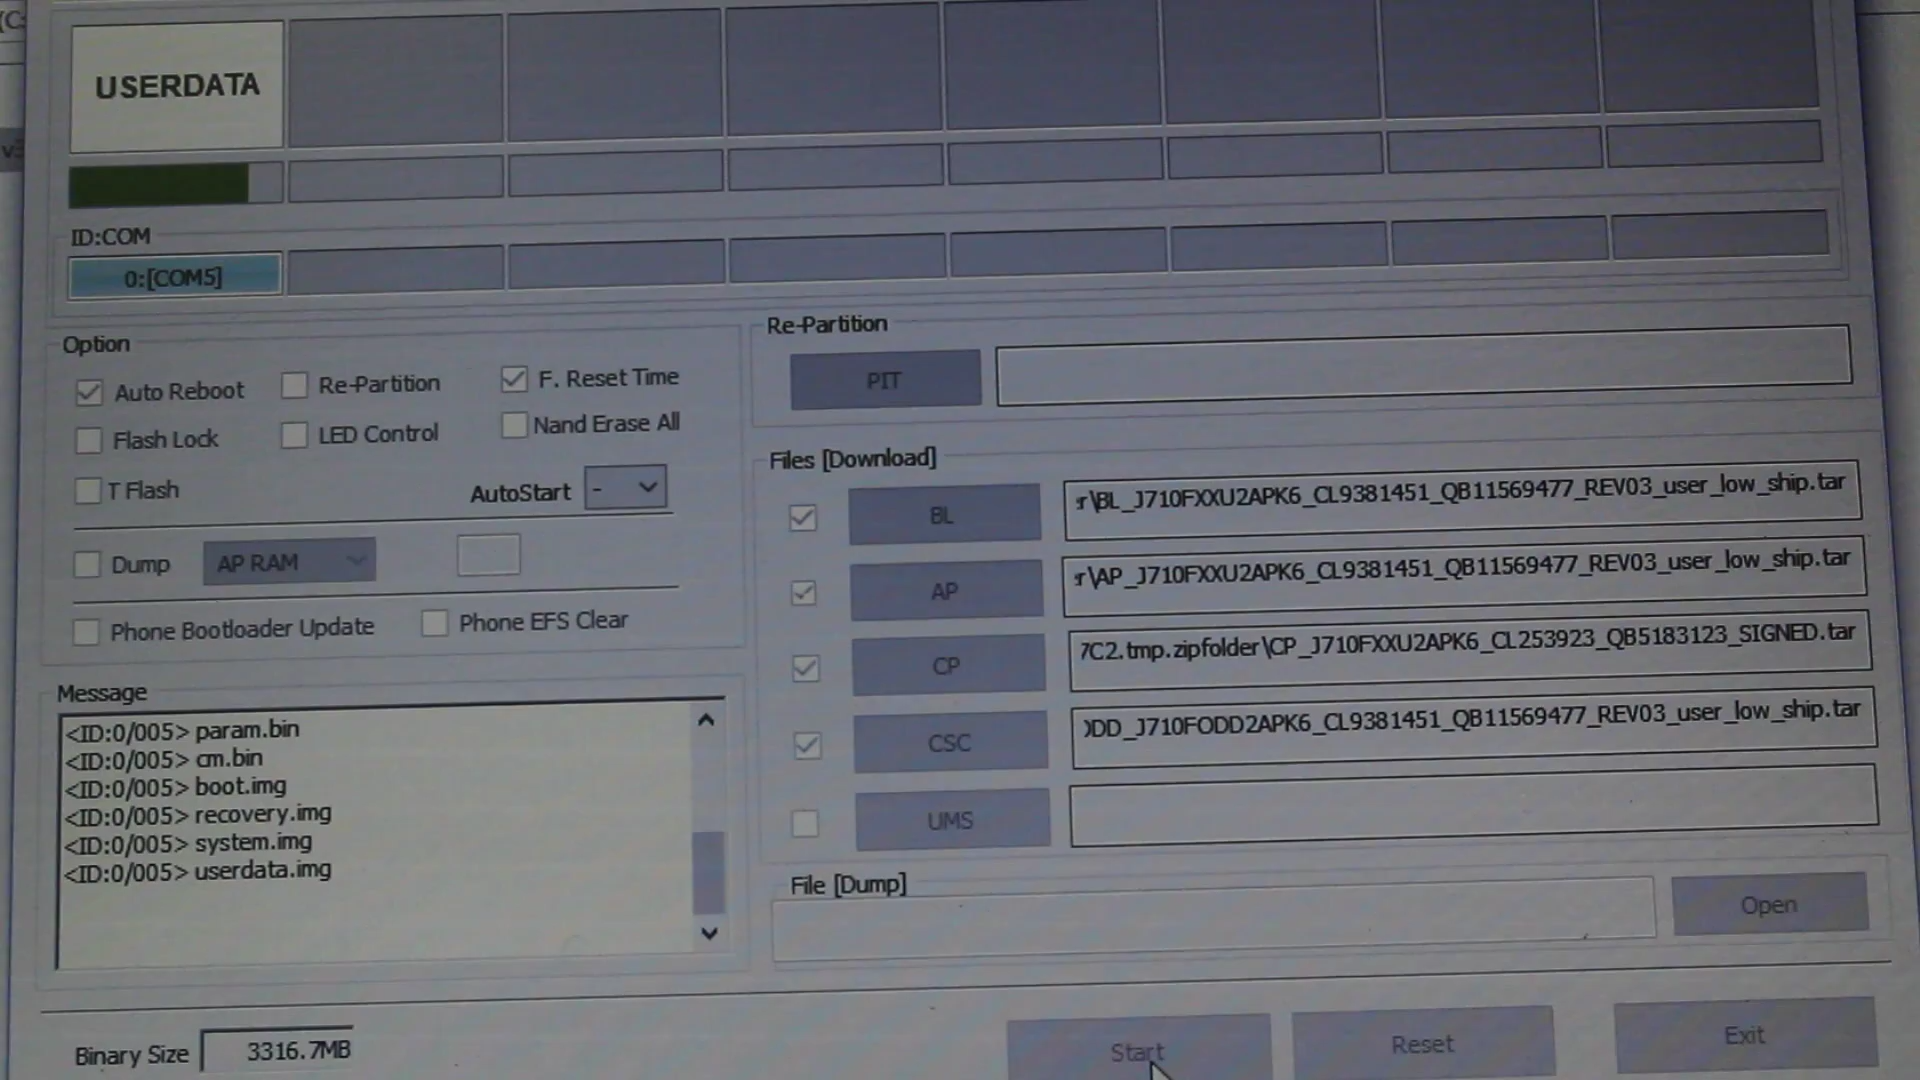 (C:
v3
USERDATA
ID:COM
0:[COM5]
Option
Auto Reboot
Re-Partition
F. Reset Time
Flash Lock
LED Control
Nand Erase All
T Flash
AutoStart
-
Dump
AP RAM
Phone Bootloader Update
Phone EFS Clear
Message
<ID:0/005> param.bin
<ID:0/005> cm.bin
<ID:0/005> boot.img
<ID:0/005> recovery.img
<ID:0/005> system.img
<ID:0/005> userdata.img
Binary Size
3316.7MB
Re-Partition
PIT
Files [Download]
BL
r\BL_J710FXXU2APK6_CL9381451_QB11569477_REV03_user_low_ship.tar
AP
r\AP_J710FXXU2APK6_CL9381451_QB11569477_REV03_user_low_ship.tar
CP
7C2.tmp.zipfolder\CP_J710FXXU2APK6_CL253923_QB5183123_SIGNED.tar
CSC
DD_J710FODD2APK6_CL9381451_QB11569477_REV03_user_low_ship.tar
UMS
File [Dump]
Open
Start
Reset
Exit